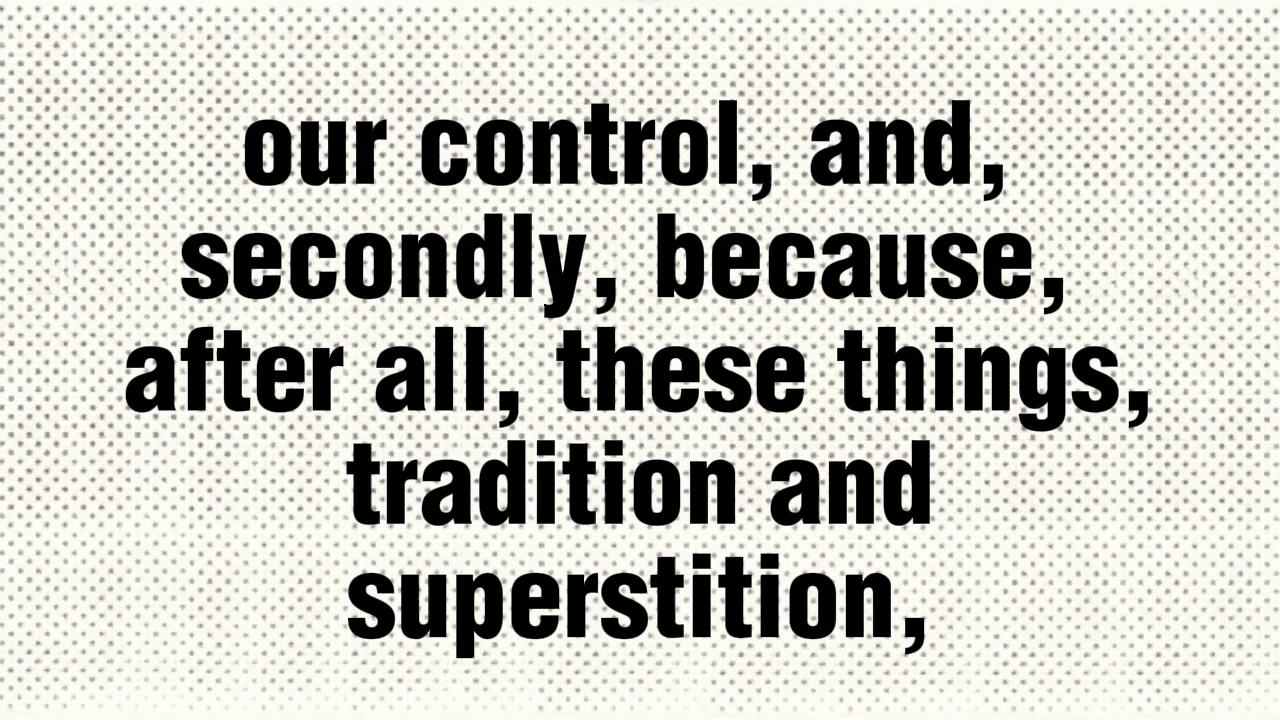 our control, and,
secondly, because,
after all, these things,
tradition and
superstition,